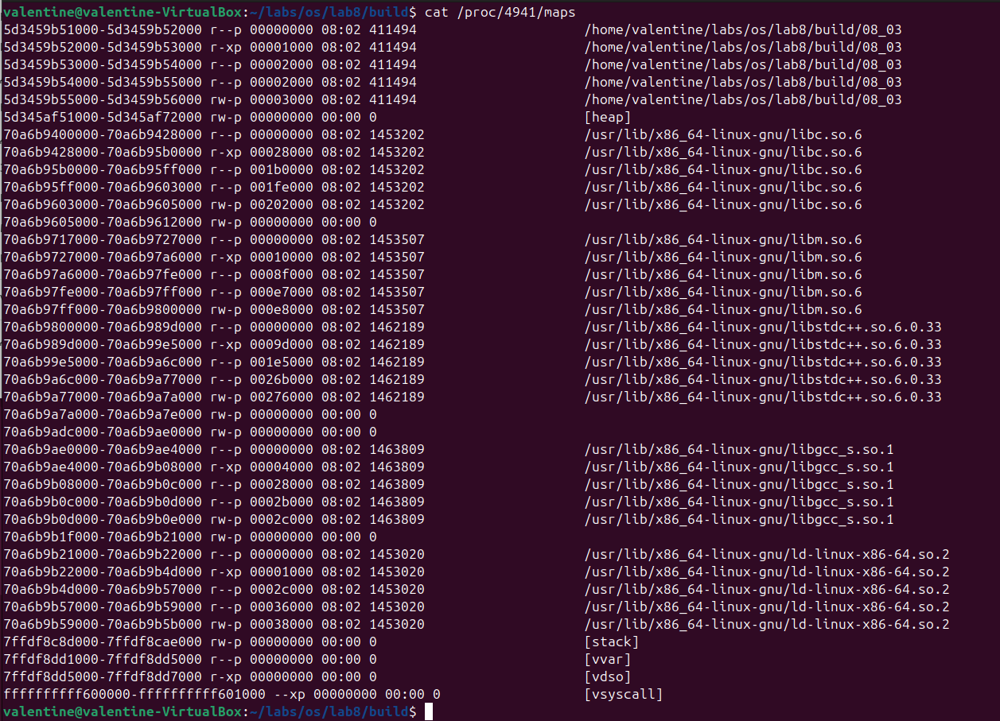 valentine@valentine-VirtualBox:~/labs/os/lab8/build$ cat /proc/4941/maps
5d3459b51000-5d3459b52000 r--p 00000000 08:02 411494 /home/valentine/labs/os/lab8/build/08_03
5d3459b52000-5d3459b53000 r-xp 00001000 08:02 411494 /home/valentine/labs/os/lab8/build/08_03
5d3459b53000-5d3459b54000 r--p 00002000 08:02 411494 /home/valentine/labs/os/lab8/build/08_03
5d3459b54000-5d3459b55000 r--p 00002000 08:02 411494 /home/valentine/labs/os/lab8/build/08_03
5d3459b55000-5d3459b56000 rw-p 00003000 08:02 411494 /home/valentine/labs/os/lab8/build/08_03
5d345af51000-5d345af72000 rw-p 00000000 00:00 0 [heap]
70a6b9400000-70a6b9428000 r--p 00000000 08:02 1453202 /usr/lib/x86_64-linux-gnu/libc.so.6
70a6b9428000-70a6b95b0000 r-xp 00028000 08:02 1453202 /usr/lib/x86_64-linux-gnu/libc.so.6
70a6b95b0000-70a6b95ff000 r--p 001b0000 08:02 1453202 /usr/lib/x86_64-linux-gnu/libc.so.6
70a6b95ff000-70a6b9603000 r--p 001fe000 08:02 1453202 /usr/lib/x86_64-linux-gnu/libc.so.6
70a6b9603000-70a6b9605000 rw-p 00202000 08:02 1453202 /usr/lib/x86_64-linux-gnu/libc.so.6
70a6b9605000-70a6b9612000 rw-p 00000000 00:00 0
70a6b9717000-70a6b9727000 r--p 00000000 08:02 1453507 /usr/lib/x86_64-linux-gnu/libm.so.6
70a6b9727000-70a6b97a6000 r-xp 00010000 08:02 1453507 /usr/lib/x86_64-linux-gnu/libm.so.6
70a6b97a6000-70a6b97fe000 r--p 0008f000 08:02 1453507 /usr/lib/x86_64-linux-gnu/libm.so.6
70a6b97fe000-70a6b97ff000 r--p 000e7000 08:02 1453507 /usr/lib/x86_64-linux-gnu/libm.so.6
70a6b97ff000-70a6b9800000 rw-p 000e8000 08:02 1453507 /usr/lib/x86_64-linux-gnu/libm.so.6
70a6b9800000-70a6b989d000 r--p 00000000 08:02 1462189 /usr/lib/x86_64-linux-gnu/libstdc++.so.6.0.33
70a6b989d000-70a6b99e5000 r-xp 0009d000 08:02 1462189 /usr/lib/x86_64-linux-gnu/libstdc++.so.6.0.33
70a6b99e5000-70a6b9a6c000 r--p 001e5000 08:02 1462189 /usr/lib/x86_64-linux-gnu/libstdc++.so.6.0.33
70a6b9a6c000-70a6b9a77000 r--p 0026b000 08:02 1462189 /usr/lib/x86_64-linux-gnu/libstdc++.so.6.0.33
70a6b9a77000-70a6b9a7a000 rw-p 00276000 08:02 1462189 /usr/lib/x86_64-linux-gnu/libstdc++.so.6.0.33
70a6b9a7a000-70a6b9a7e000 rw-p 00000000 00:00 0
70a6b9adc000-70a6b9ae0000 rw-p 00000000 00:00 0
70a6b9ae0000-70a6b9ae4000 r--p 00000000 08:02 1463809 /usr/lib/x86_64-linux-gnu/libgcc_s.so.1
70a6b9ae4000-70a6b9b08000 r-xp 00004000 08:02 1463809 /usr/lib/x86_64-linux-gnu/libgcc_s.so.1
70a6b9b08000-70a6b9b0c000 r--p 00028000 08:02 1463809 /usr/lib/x86_64-linux-gnu/libgcc_s.so.1
70a6b9b0c000-70a6b9b0d000 r--p 0002b000 08:02 1463809 /usr/lib/x86_64-linux-gnu/libgcc_s.so.1
70a6b9b0d000-70a6b9b0e000 rw-p 0002c000 08:02 1463809 /usr/lib/x86_64-linux-gnu/libgcc_s.so.1
70a6b9b1f000-70a6b9b21000 rw-p 00000000 00:00 0
70a6b9b21000-70a6b9b22000 r--p 00000000 08:02 1453020 /usr/lib/x86_64-linux-gnu/ld-linux-x86-64.so.2
70a6b9b22000-70a6b9b4d000 r-xp 00001000 08:02 1453020 /usr/lib/x86_64-linux-gnu/ld-linux-x86-64.so.2
70a6b9b4d000-70a6b9b57000 r--p 0002c000 08:02 1453020 /usr/lib/x86_64-linux-gnu/ld-linux-x86-64.so.2
70a6b9b57000-70a6b9b59000 r--p 00036000 08:02 1453020 /usr/lib/x86_64-linux-gnu/ld-linux-x86-64.so.2
70a6b9b59000-70a6b9b5b000 rw-p 00038000 08:02 1453020 /usr/lib/x86_64-linux-gnu/ld-linux-x86-64.so.2
7ffdf8c8d000-7ffdf8cae000 rw-p 00000000 00:00 0 [stack]
7ffdf8dd1000-7ffdf8dd5000 r--p 00000000 00:00 0 [vvar]
7ffdf8dd5000-7ffdf8dd7000 r-xp 00000000 00:00 0 [vdso]
ffffffffff600000-ffffffffff601000 --xp 00000000 00:00 0 [vsyscall]
valentine@valentine-VirtualBox:~/labs/os/lab8/build$